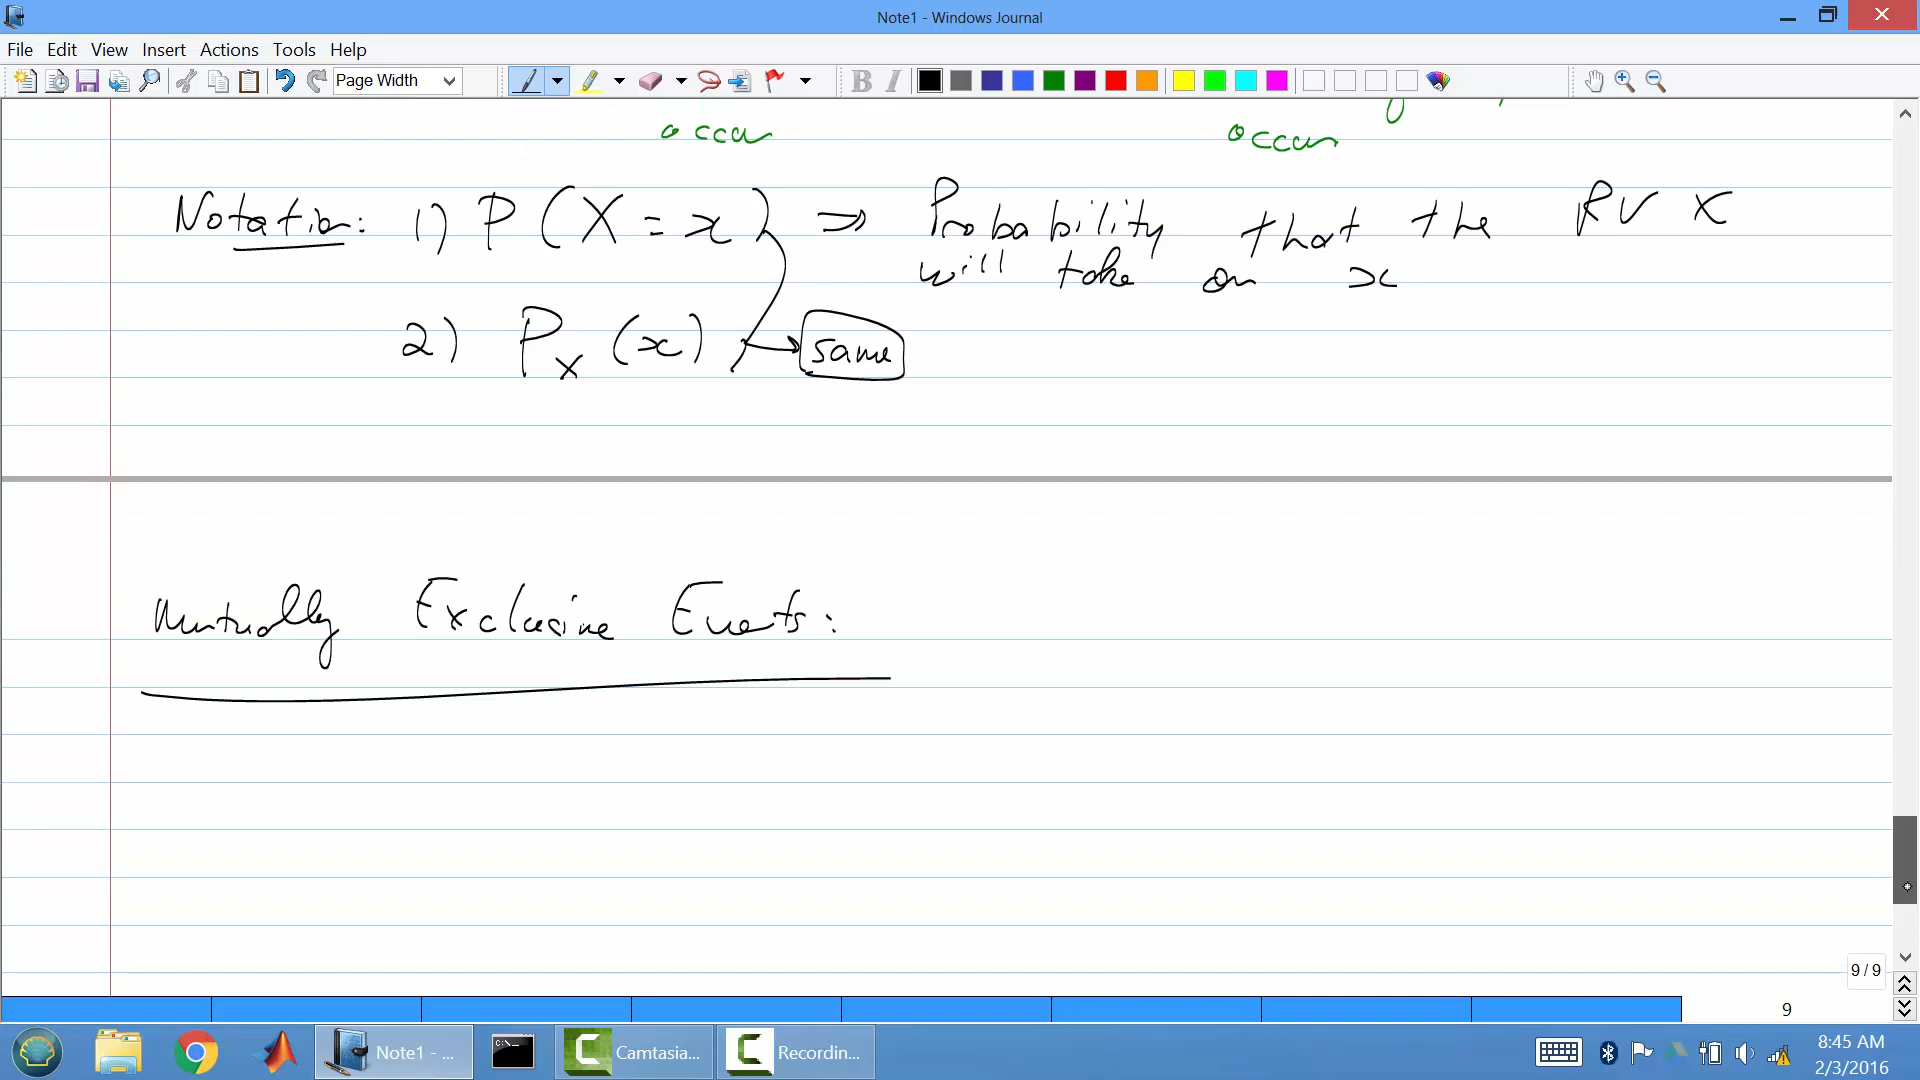 Note1 - Windows Journal
File Edit View Insert Actions Tools Help
Page Width
B I
occur occurs
Notation: 1) P (X = x) ⇒ Probability that the RV X
will take on x
2) P_X (x) same
Mutually Exclusive Events:
9 / 9
9
Note1 - ...
C:\_
Camtasia...
Recordin...
8:45 AM
2/3/2016